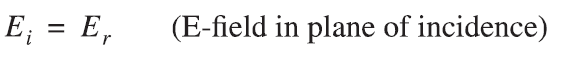 E_i = E_r (E-field in plane of incidence)